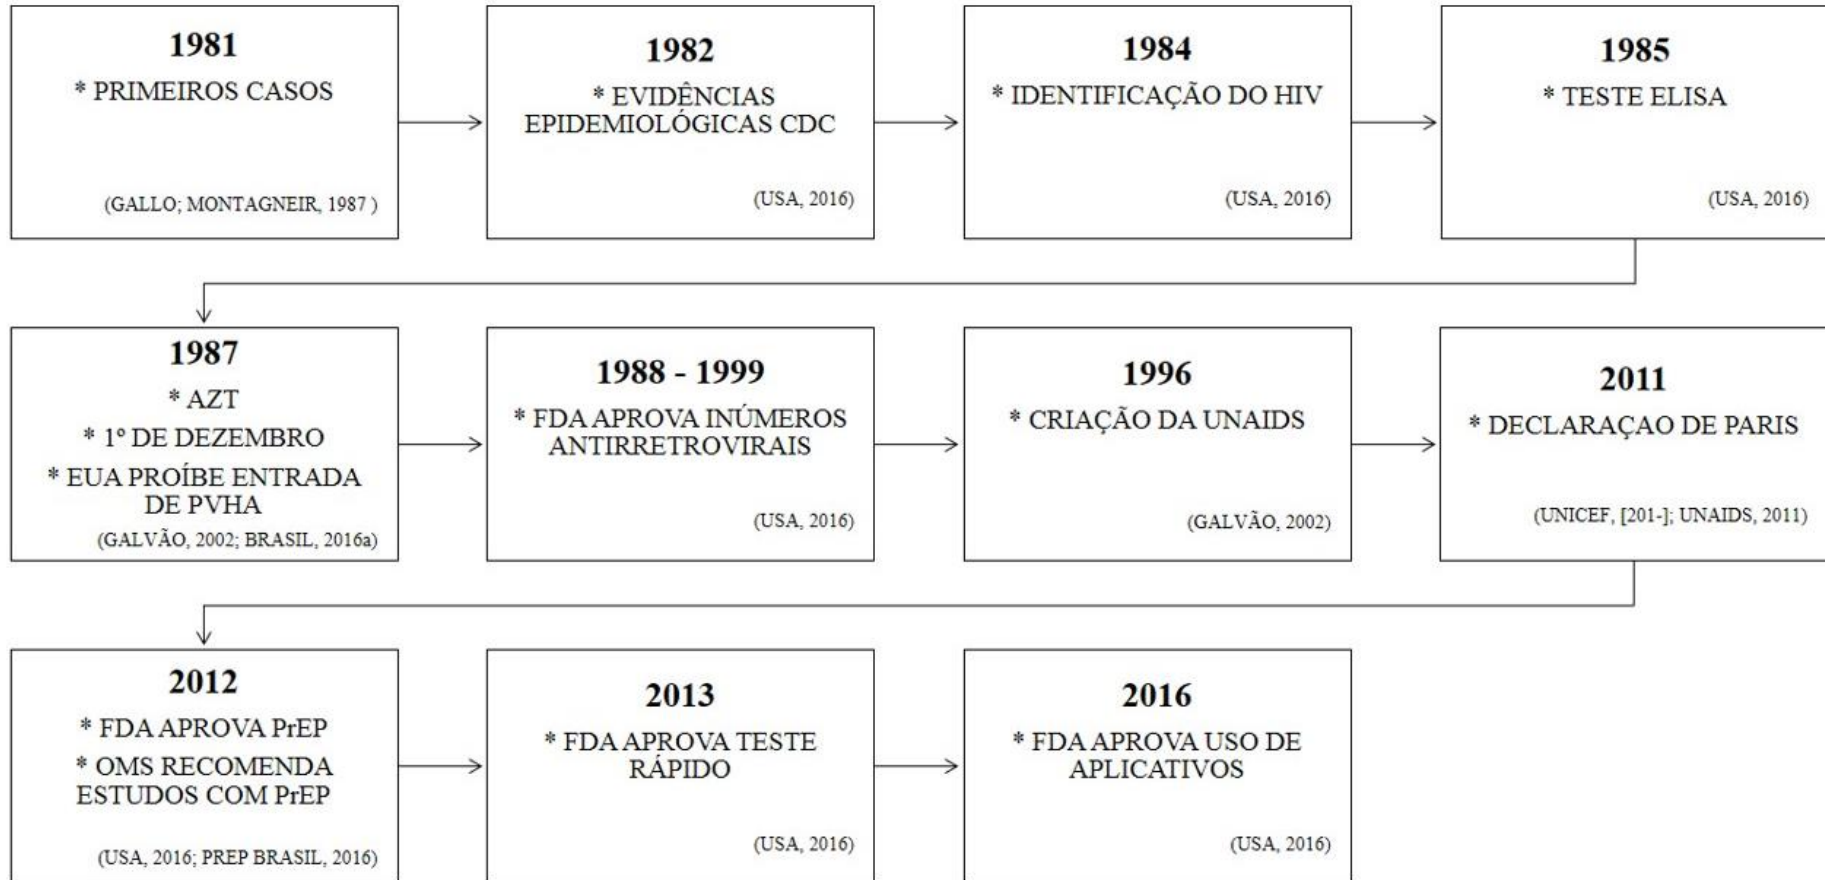 1981
* PRIMEIROS CASOS
(GALLO; MONTAGNEIR, 1987 )
1982
* EVIDÊNCIAS
EPIDEMIOLÓGICAS CDC
(USA, 2016)
1984
* IDENTIFICAÇÃO DO HIV
(USA, 2016)
1985
* TESTE ELISA
(USA, 2016)
1987
* AZT
* 1º DE DEZEMBRO
* EUA PROÍBE ENTRADA
DE PVHA
(GALVÃO, 2002; BRASIL, 2016a)
1988 - 1999
* FDA APROVA INÚMEROS
ANTIRRETROVIRAIS
(USA, 2016)
1996
* CRIAÇÃO DA UNAIDS
(GALVÃO, 2002)
2011
* DECLARAÇAO DE PARIS
(UNICEF, [201-]; UNAIDS, 2011)
2012
* FDA APROVA PrEP
* OMS RECOMENDA
ESTUDOS COM PrEP
(USA, 2016; PREP BRASIL, 2016)
2013
* FDA APROVA TESTE
RÁPIDO
(USA, 2016)
2016
* FDA APROVA USO DE
APLICATIVOS
(USA, 2016)